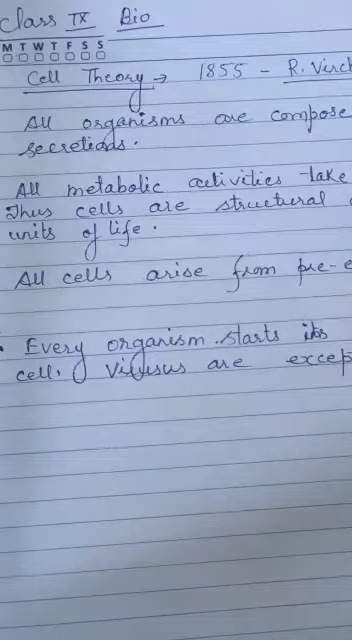 Class IX Bio
M T W T F S S
Cell Theory → 1855 - R. Virch
All organisms are compose
secretions.
All metabolic activities take
Thus cells are structural
units of life.
All cells arise from pre-e
• Every organism starts its
cell. Viruses are excep